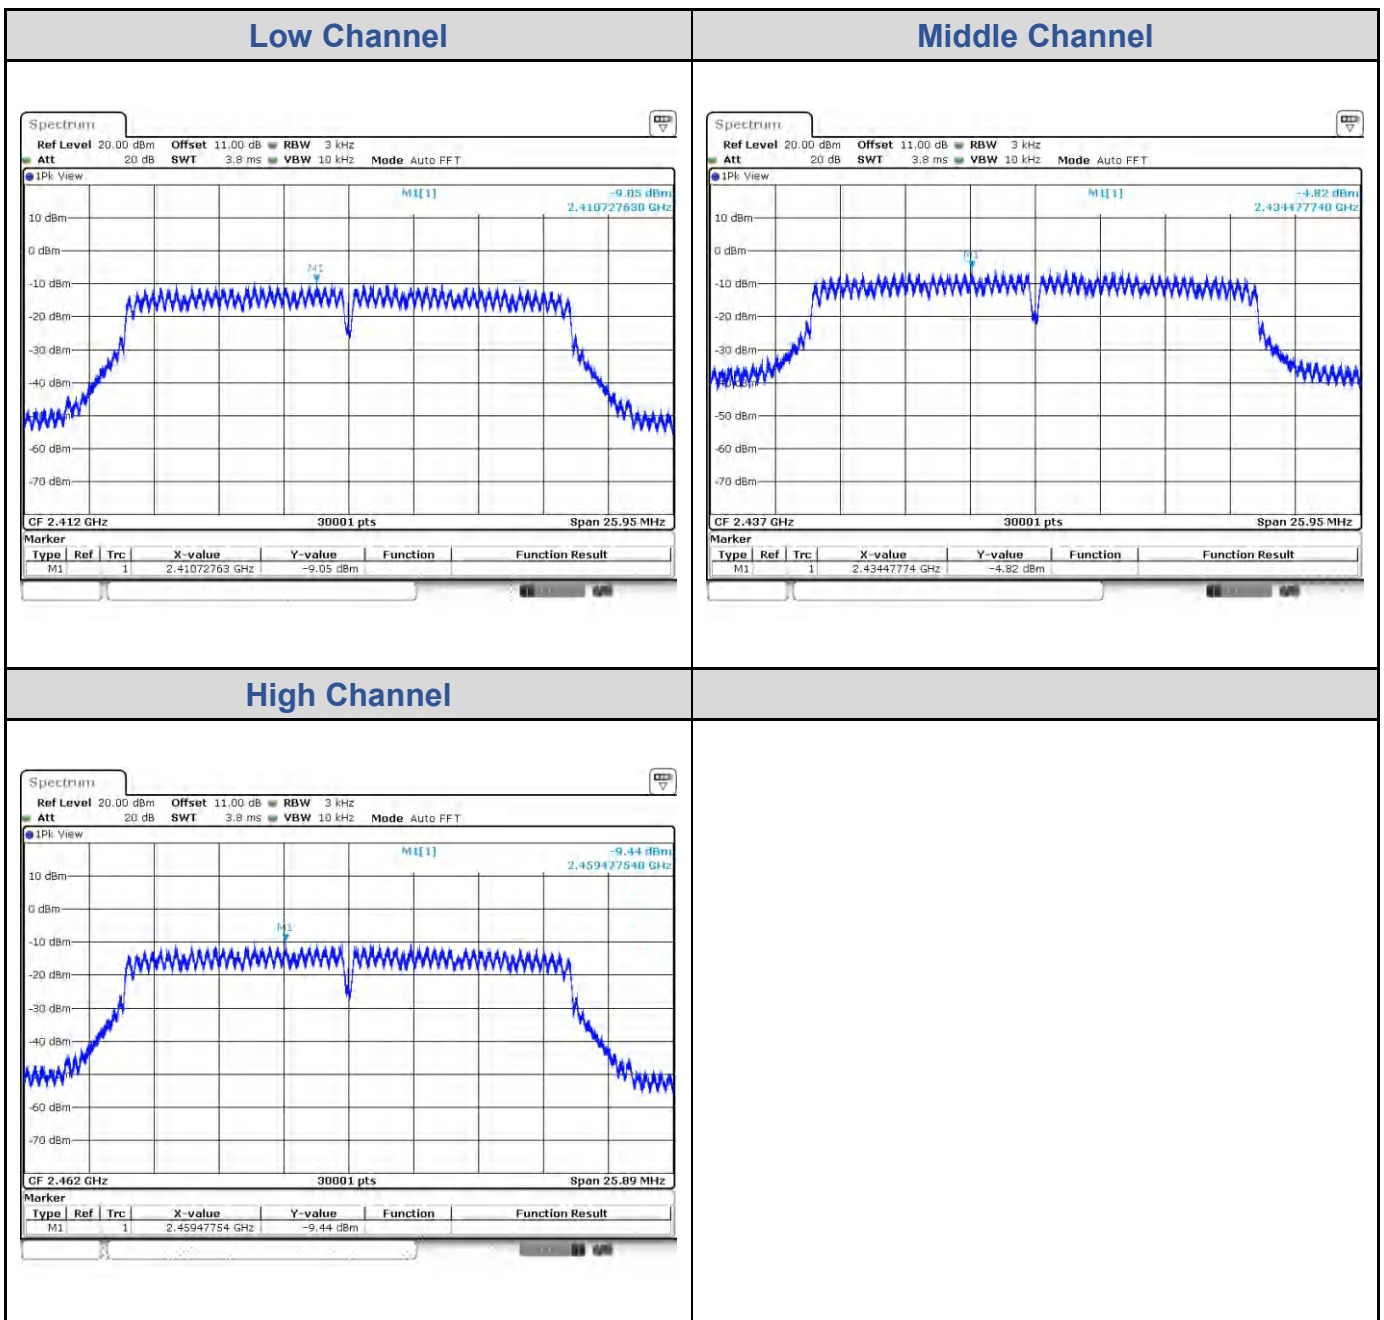 Low Channel
Middle Channel
Spectrum
Ref Level 20.00 dBm Offset 11.00 dB RBW 3 kHz
Att 20 dB SWT 3.8 ms VBW 10 kHz Mode Auto FFT
1Pk View
M1[1] -9.05 dBm
2.410727630 GHz
10 dBm
0 dBm
M1
-10 dBm
-20 dBm
-30 dBm
-40 dBm
-60 dBm
-70 dBm
CF 2.412 GHz 30001 pts Span 25.95 MHz
Marker
Type Ref Trc X-value Y-value Function Function Result
M1 1 2.41072763 GHz -9.05 dBm
Spectrum
Ref Level 20.00 dBm Offset 11.00 dB RBW 3 kHz
Att 20 dB SWT 3.8 ms VBW 10 kHz Mode Auto FFT
1Pk View
M1[1] -4.82 dBm
2.434477740 GHz
10 dBm
0 dBm
M1
-10 dBm
-20 dBm
-30 dBm
-40 dBm
-50 dBm
-60 dBm
-70 dBm
CF 2.437 GHz 30001 pts Span 25.95 MHz
Marker
Type Ref Trc X-value Y-value Function Function Result
M1 1 2.43447774 GHz -4.82 dBm
High Channel
Spectrum
Ref Level 20.00 dBm Offset 11.00 dB RBW 3 kHz
Att 20 dB SWT 3.8 ms VBW 10 kHz Mode Auto FFT
1Pk View
M1[1] -9.44 dBm
2.459477540 GHz
10 dBm
0 dBm
M1
-10 dBm
-20 dBm
-30 dBm
-40 dBm
-60 dBm
-70 dBm
CF 2.462 GHz 30001 pts Span 25.89 MHz
Marker
Type Ref Trc X-value Y-value Function Function Result
M1 1 2.45947754 GHz -9.44 dBm